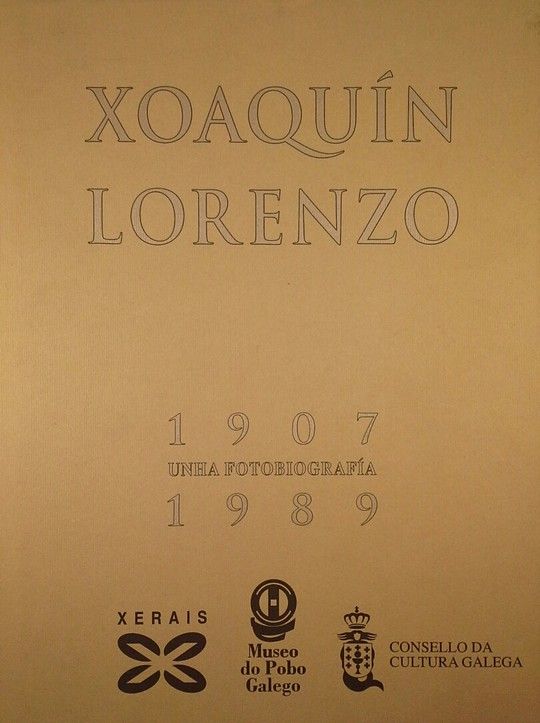 XOAQUÍN
LORENZO
1907
UNHA FOTOBIOGRAFÍA
1989
XERAIS
Museo
do Pobo
Galego
CONSELLO DA
CULTURA GALEGA